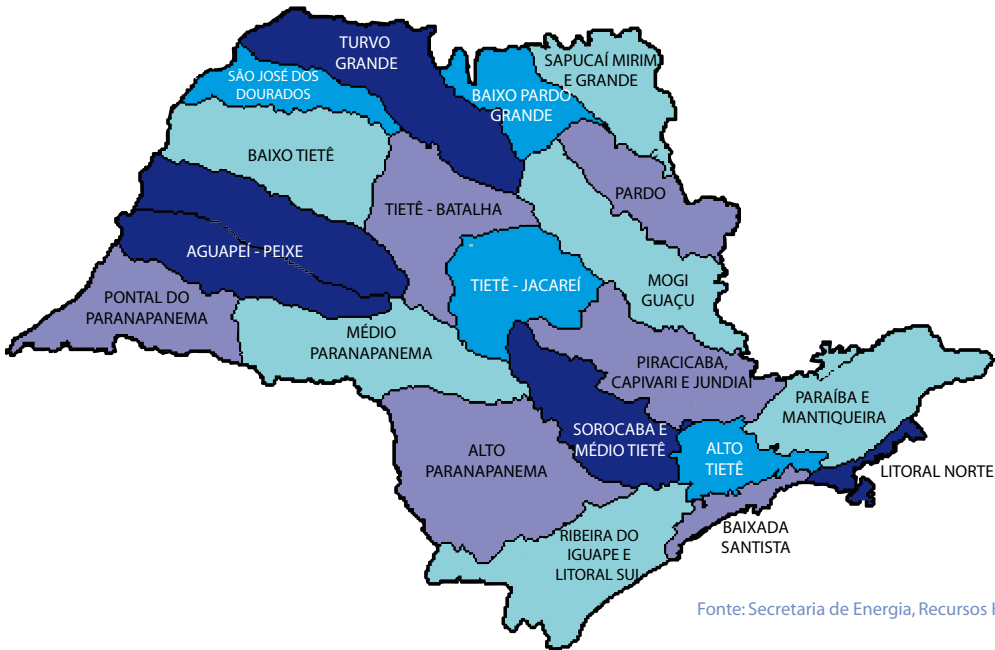 TURVO
GRANDE
SAPUCAÍ MIRIM
E GRANDE
SÃO JOSÉ DOS
DOURADOS
BAIXO PARDO
GRANDE
BAIXO TIETÊ
PARDO
TIETÊ - BATALHA
AGUAPEÍ - PEIXE
TIETÊ - JACAREÍ
MOGI
GUAÇU
PONTAL DO
PARANAPANEMA
MÉDIO
PARANAPANEMA
PIRACICABA,
CAPIVARI E JUNDIAI
PARAÍBA E
MANTIQUEIRA
SOROCABA E
MÉDIO TIETÊ
ALTO
TIETÊ
ALTO
PARANAPANEMA
LITORAL NORTE
BAIXADA
SANTISTA
RIBEIRA DO
IGUAPE E
LITORAL SUL
Fonte: Secretaria de Energia, Recursos